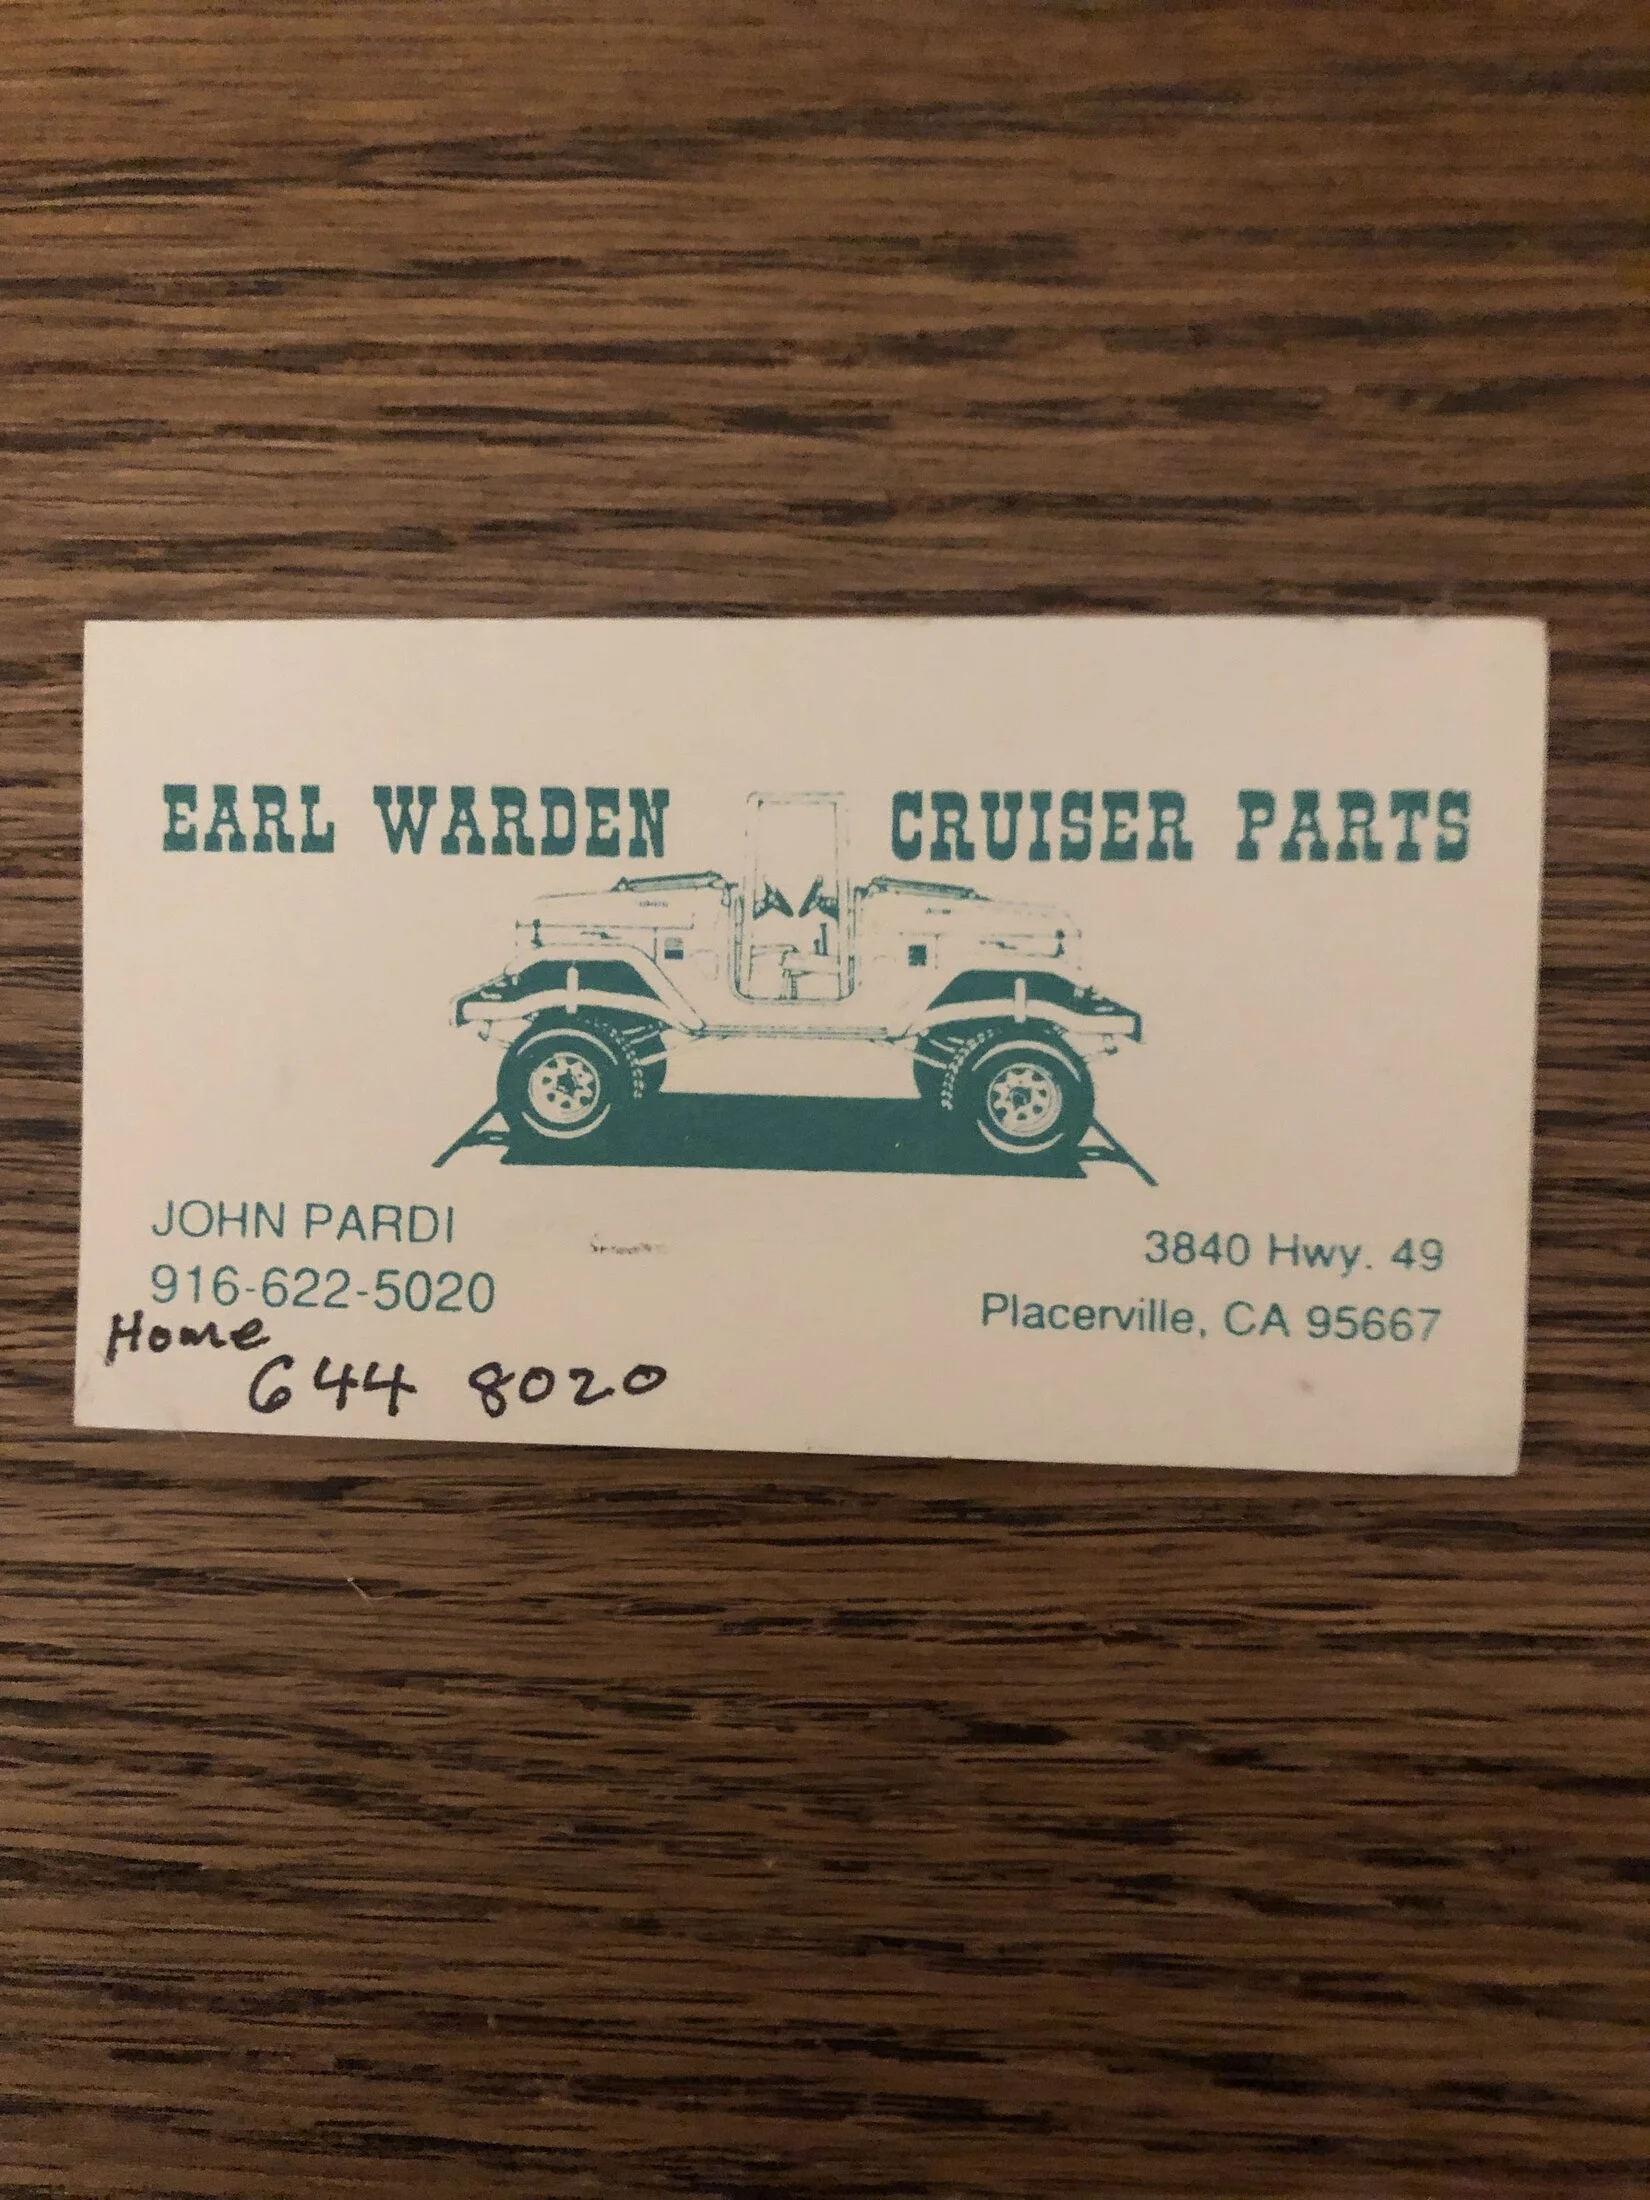 EARL WARDEN CRUISER PARTS
JOHN PARDI
916-622-5020
Home
644 8020
3840 Hwy. 49
Placerville, CA 95667